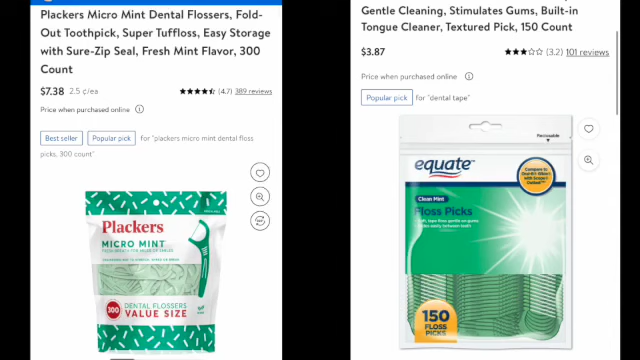 Plackers Micro Mint Dental Flossers, Fold-
Out Toothpick, Super Tuffloss, Easy Storage
with Sure-Zip Seal, Fresh Mint Flavor, 300
Count
$7.38 2.5 ¢/ea
(4.7) 389 reviews
Price when purchased online
Best seller
Popular pick
for "plackers micro mint dental floss
picks, 300 count"
Plackers
MICRO MINT
300
DENTAL FLOSSERS
VALUE SIZE
Gentle Cleaning, Stimulates Gums, Built-in
Tongue Cleaner, Textured Pick, 150 Count
$3.87
(3.2) 101 reviews
Price when purchased online
Popular pick
for "dental tape"
equate
Clean Mint
Floss Picks
150
FLOSS
PICKS